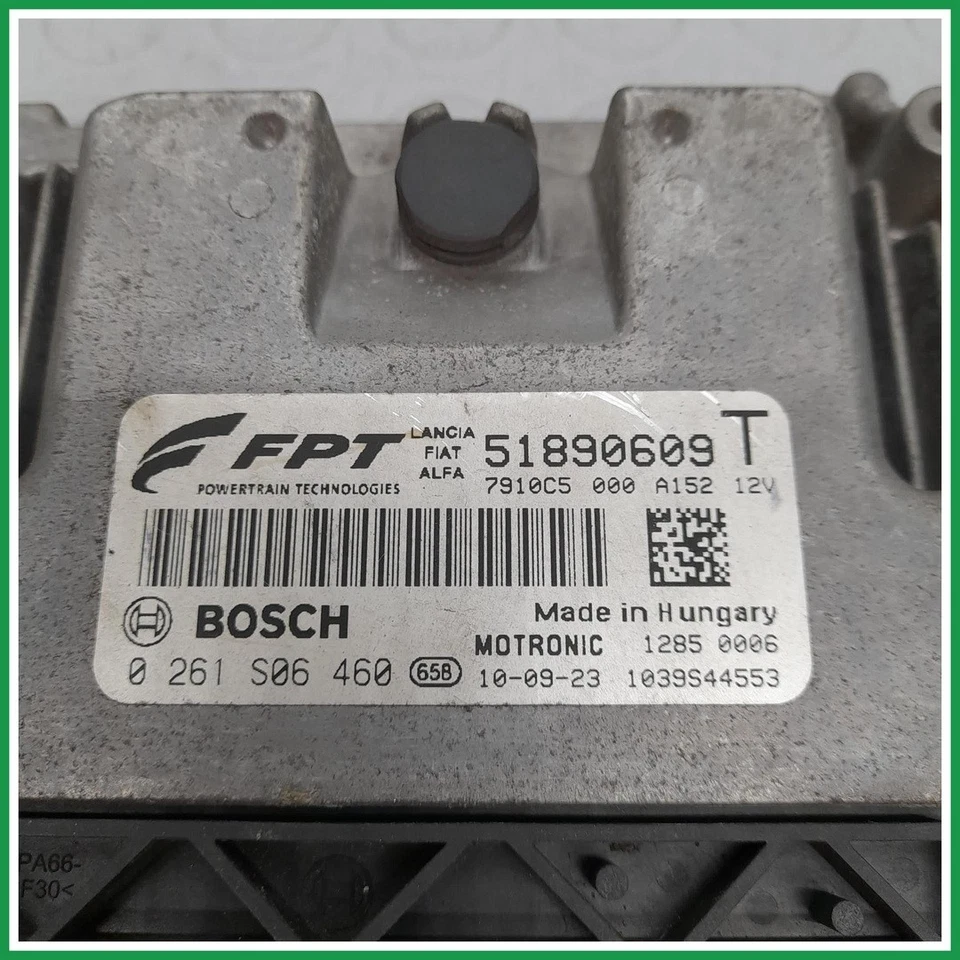 FPT
POWERTRAIN TECHNOLOGIES
LANCIA
FIAT
ALFA
51890609 T
7910C5 000 A152 12V
BOSCH
Made in Hungary
MOTRONIC 1285 0006
0 261 S06 460 65B 10-09-23 1039S44553
PA66-
F30<
BOSCH